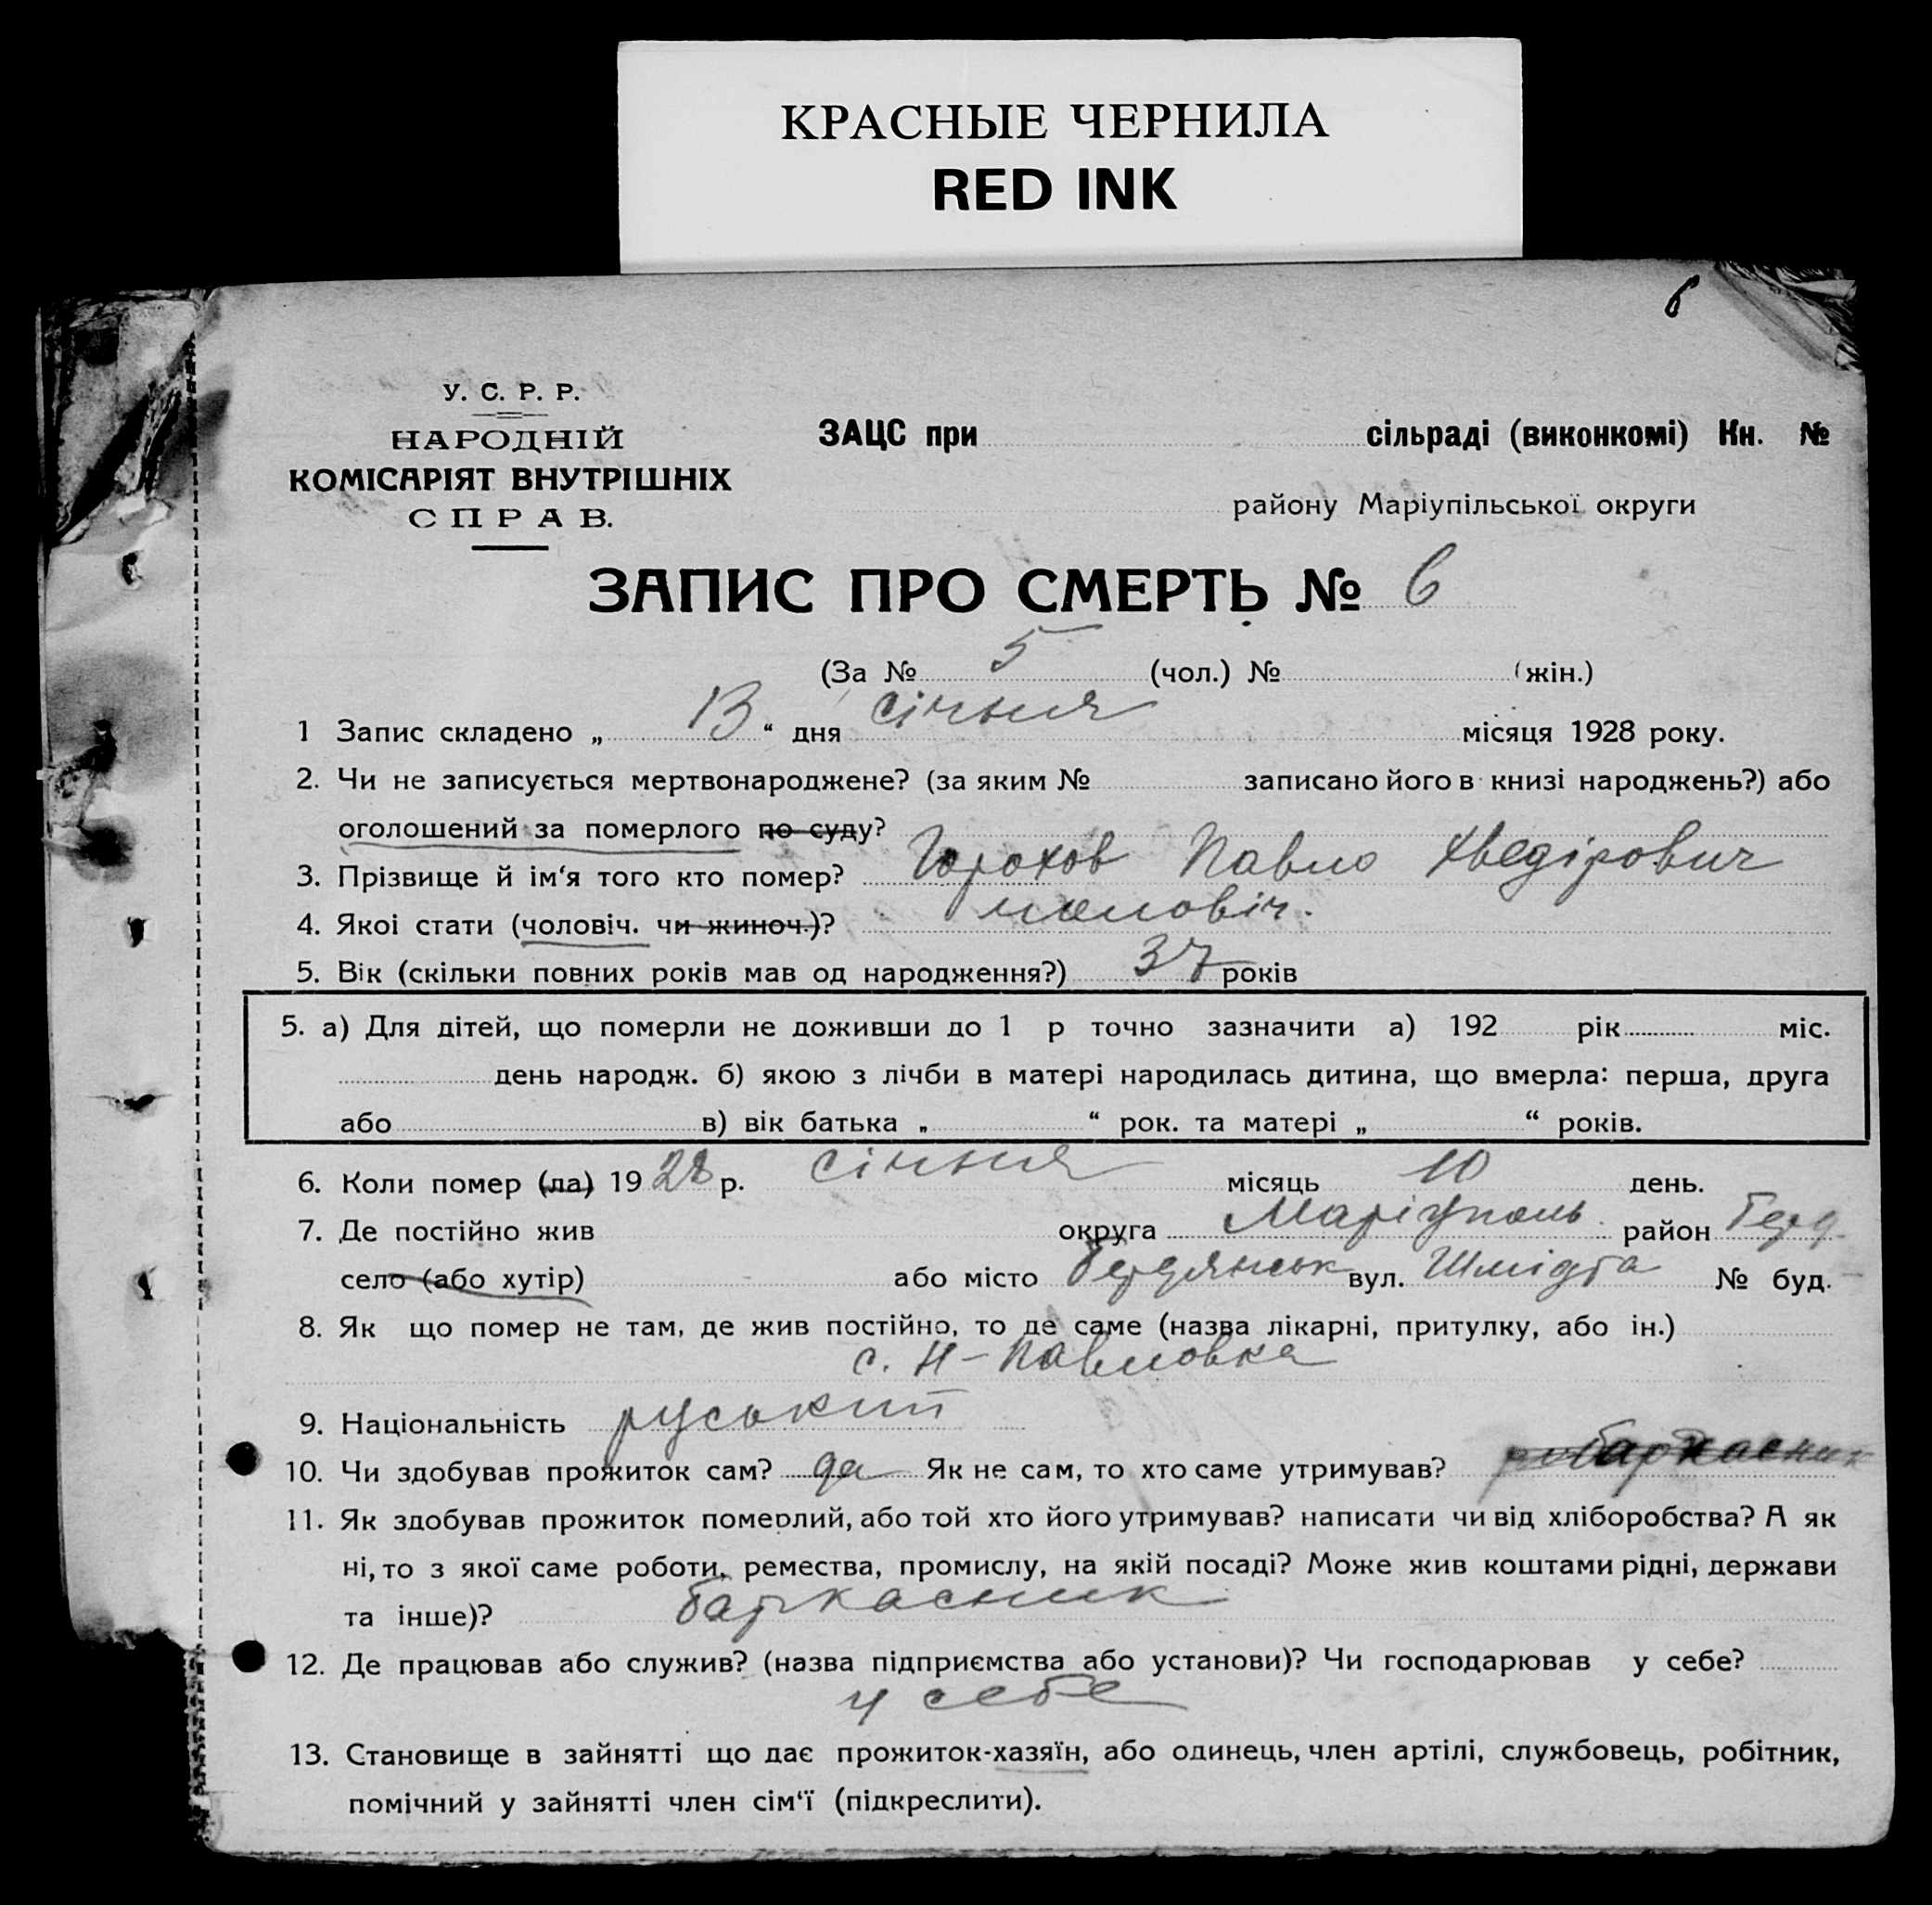 КРАСНЫЕ ЧЕРНИЛА
RED INK
6
У. С. Р. Р.
НАРОДНІЙ
КОМІСАРІЯТ ВНУТРІШНІХ
СПРАВ.
ЗАЦС при сільраді (виконкомі) Кн. №
району Маріупільської округи
ЗАПИС ПРО СМЕРТЬ № 6
(За № 5 (чол.) № (жін.)
1 Запис складено „ 13 “ дня січня місяця 1928 року.
2. Чи не записується мертвонароджене? (за яким № записано його в книзі народжень?) або
оголошений за померлого по суду?
3. Прізвище й ім‘я того кто помер? Горохов Павло Хведірович
4. Якоі стати (чоловіч. чи жиноч.)? чоловіч.
5. Вік (скільки повних років мав од народження?) 37 років
5. а) Для дітей, що померли не доживши до 1 р точно зазначити а) 192 рік міс.
день народж. б) якою з лічби в матері народилась дитина, що вмерла: перша, друга
або в) вік батька „ “ рок. та матері „ “ років.
6. Коли помер (ла) 1928 р. січня місяць 10 день.
7. Де постійно жив округа Маріуполь район Берд.
село (або хутір) або місто Бердянськ вул. Шмідта № буд. –
8. Як що помер не там, де жив постійно, то де саме (назва лікарні, притулку, або ін.)
с. Н-Павловка
9. Національність руський
10. Чи здобував прожиток сам? да Як не сам, то хто саме утримував? баркасник
11. Як здобував прожиток померлий, або той хто його утримував? написати чи від хліборобства? А як
ні, то з якої саме роботи, ремества, промислу, на якій посаді? Може жив коштами рідні, держави
та інше)? баркасник
12. Де працював або служив? (назва підприємства або установи)? Чи господарював у себе?
у себе
13. Становище в зайнятті що дає прожиток-хазяїн, або одинець, член артілі, службовець, робітник,
помічний у зайнятті член сім‘ї (підкреслити).